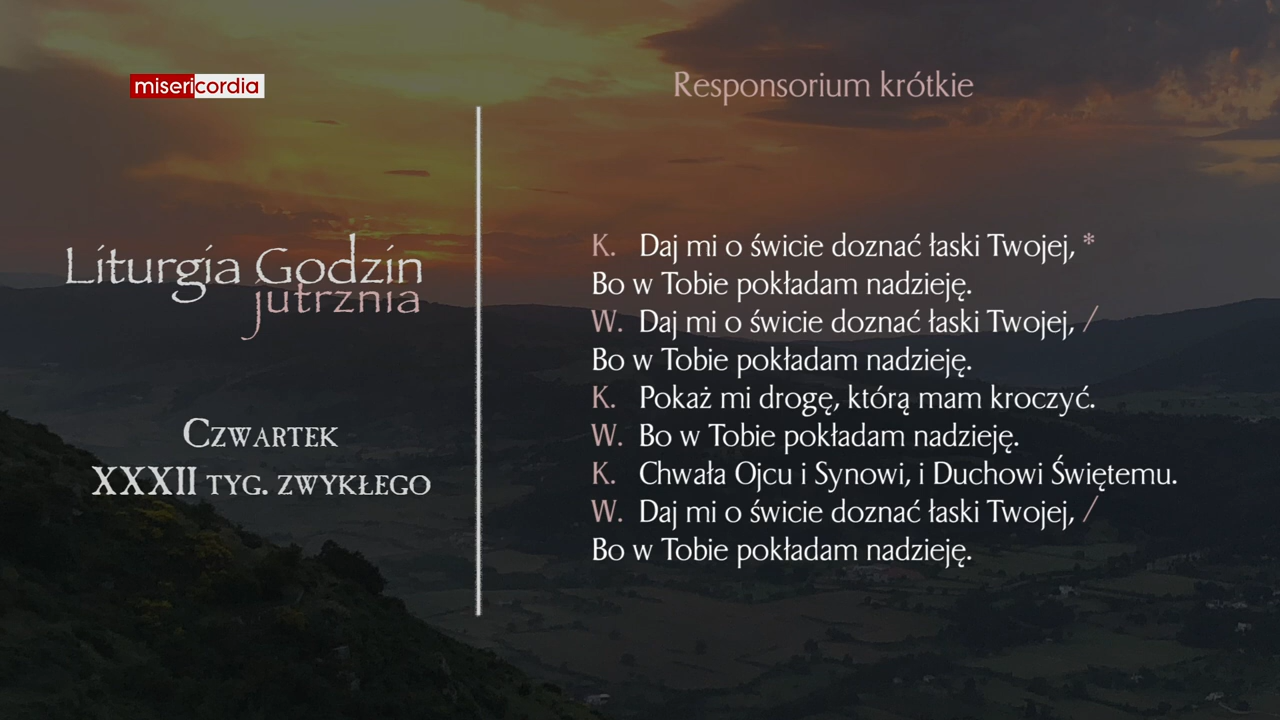 misericordia
Liturgia Godzin
jutrznia
Czwartek
XXXII tyg. zwykłego
Responsorium krótkie
K. Daj mi o świcie doznać łaski Twojej, *
Bo w Tobie pokładam nadzieję.
W. Daj mi o świcie doznać łaski Twojej, /
Bo w Tobie pokładam nadzieję.
K. Pokaż mi drogę, którą mam kroczyć.
W. Bo w Tobie pokładam nadzieję.
K. Chwała Ojcu i Synowi, i Duchowi Świętemu.
W. Daj mi o świcie doznać łaski Twojej, /
Bo w Tobie pokładam nadzieję.